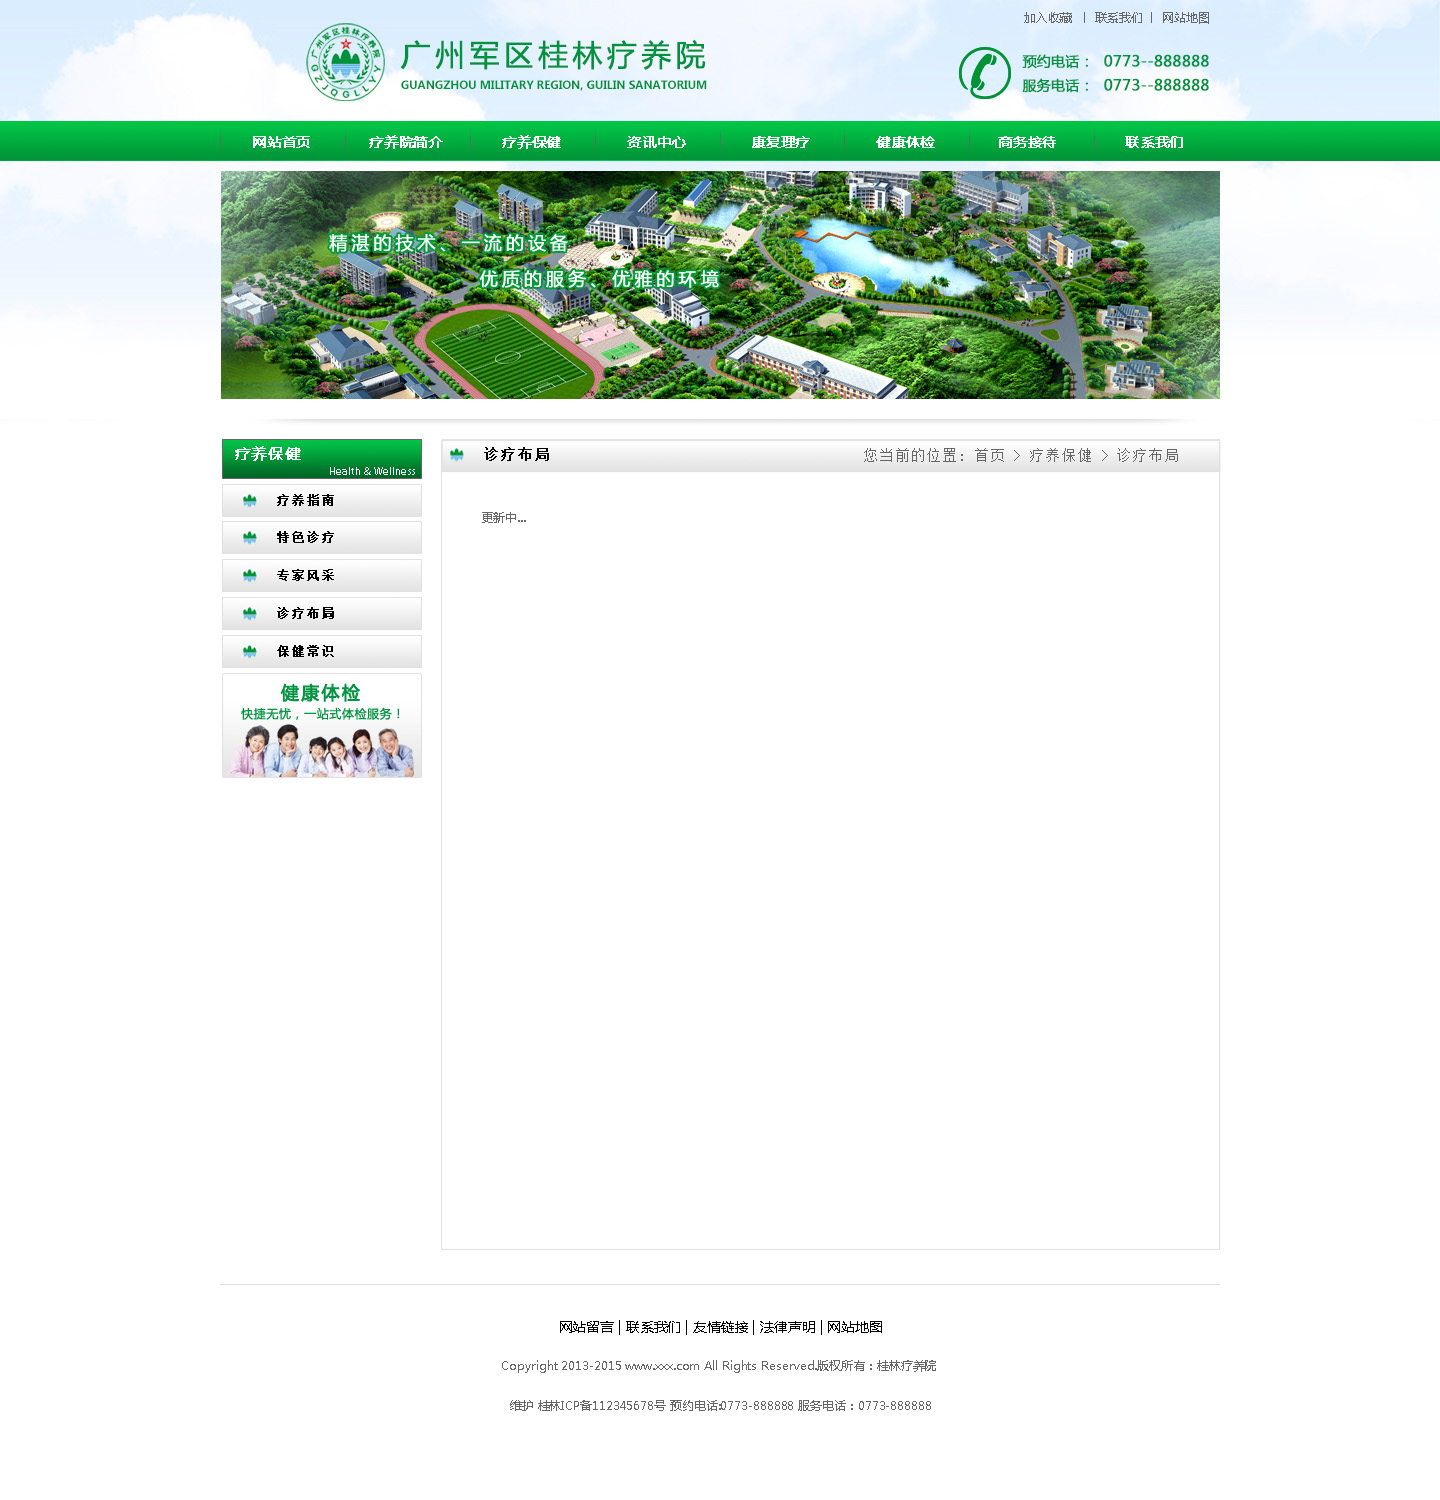 加入收藏 | 联系我们 | 网站地图
广州军区桂林疗养院
GZJQGLLYY
广州军区桂林疗养院
GUANGZHOU MILITARY REGION, GUILIN SANATORIUM
预约电话： 0773--888888
服务电话： 0773--888888
网站首页 疗养院简介 疗养保健 资讯中心 康复理疗 健康体检 商务接待 联系我们
精湛的技术、一流的设备
优质的服务、优雅的环境
疗养保健
Health & Wellness
疗养指南
特色诊疗
专家风采
诊疗布局
保健常识
健康体检
快捷无忧，一站式体检服务！
诊疗布局
您当前的位置：首页 > 疗养保健 > 诊疗布局
更新中...
网站留言 | 联系我们 | 友情链接 | 法律声明 | 网站地图
Copyright 2013-2015 www.xxx.com All Rights Reserved.版权所有：桂林疗养院
维护 桂林ICP备112345678号 预约电话:0773-888888 服务电话：0773-888888